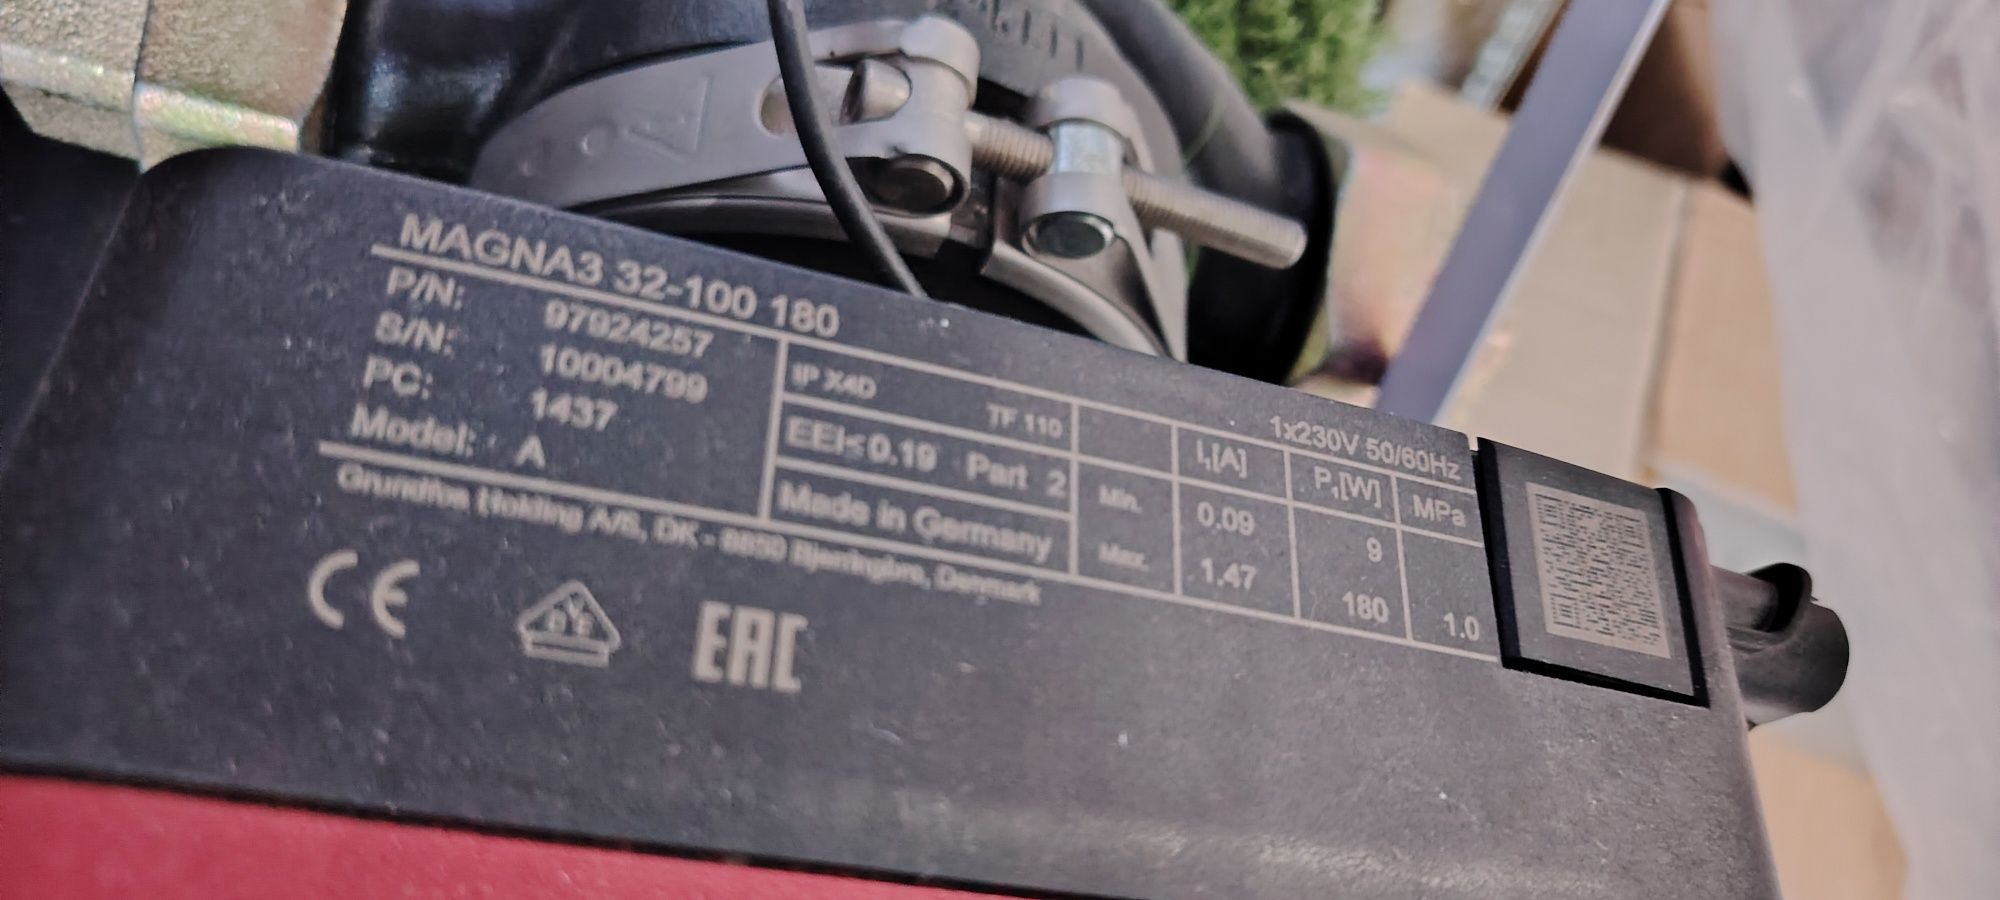 MAGNA3 32-100 180
P/N: 97924257
S/N: 10004799
PC: 1437
Model: A
IP X4D
TF 110
EEI≤0.19 Part 2
Made in Germany
1x230V 50/60Hz
I₁[A] P₁[W] MPa
Min. 0.09 9
Max. 1.47 180 1.0
Grundfos Holding A/S, DK - 8850 Bjerringbro, Denmark
CE
EAC